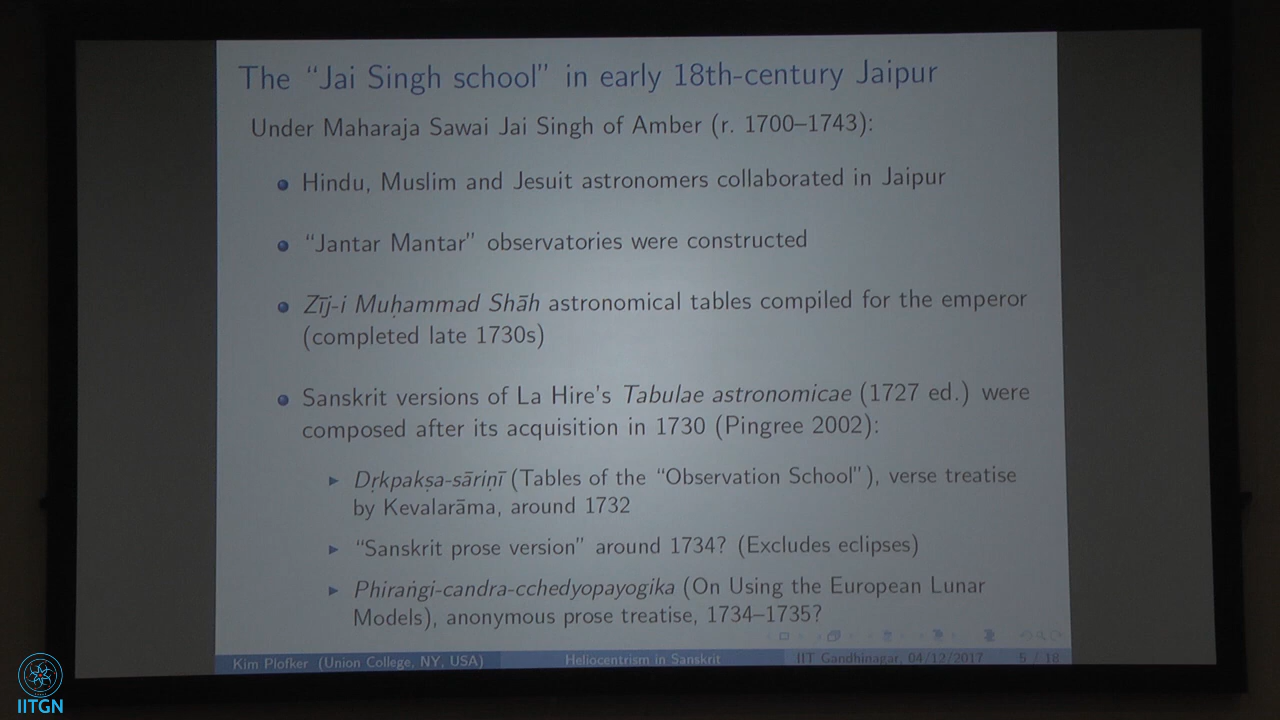 The “Jai Singh school” in early 18th-century Jaipur
Under Maharaja Sawai Jai Singh of Amber (r. 1700–1743):
Hindu, Muslim and Jesuit astronomers collaborated in Jaipur
“Jantar Mantar” observatories were constructed
Zīj-i Muḥammad Shāh astronomical tables compiled for the emperor
(completed late 1730s)
Sanskrit versions of La Hire's Tabulae astronomicae (1727 ed.) were
composed after its acquisition in 1730 (Pingree 2002):
Dṛkpakṣa-sāriṇī (Tables of the “Observation School”), verse treatise
by Kevalarāma, around 1732
“Sanskrit prose version” around 1734? (Excludes eclipses)
Phiraṅgi-candra-cchedyopayogika (On Using the European Lunar
Models), anonymous prose treatise, 1734–1735?
Kim Plofker (Union College, NY, USA) Heliocentrism in Sanskrit IIT Gandhinagar, 04/12/2017 5 / 18
IITGN